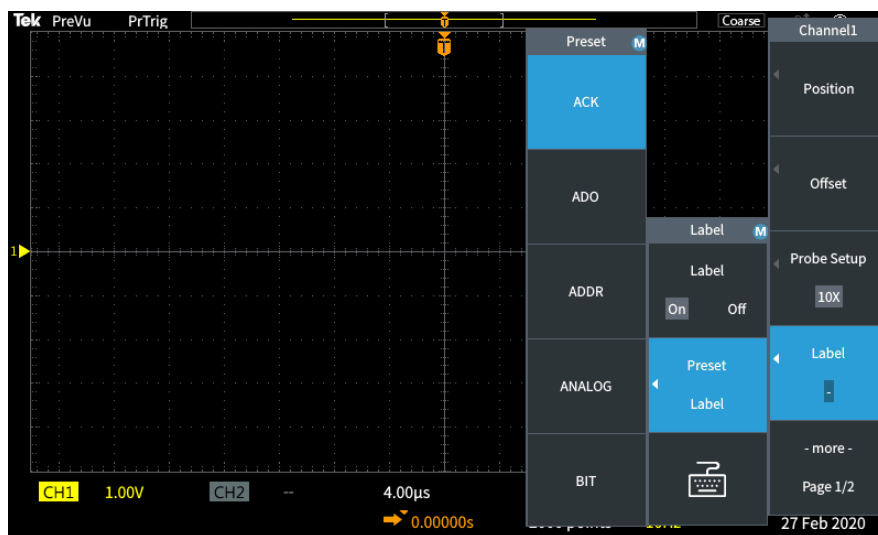 Tek PreVu PrTrig
T
Coarse
T
Preset M
ACK
ADO
ADDR
ANALOG
BIT
Label M
Label
On Off
Preset
Label
Channel1
Position
Offset
Probe Setup
10X
Label
-
- more -
Page 1/2
1
CH1 1.00V CH2 -- 4.00µs
0.00000s
27 Feb 2020